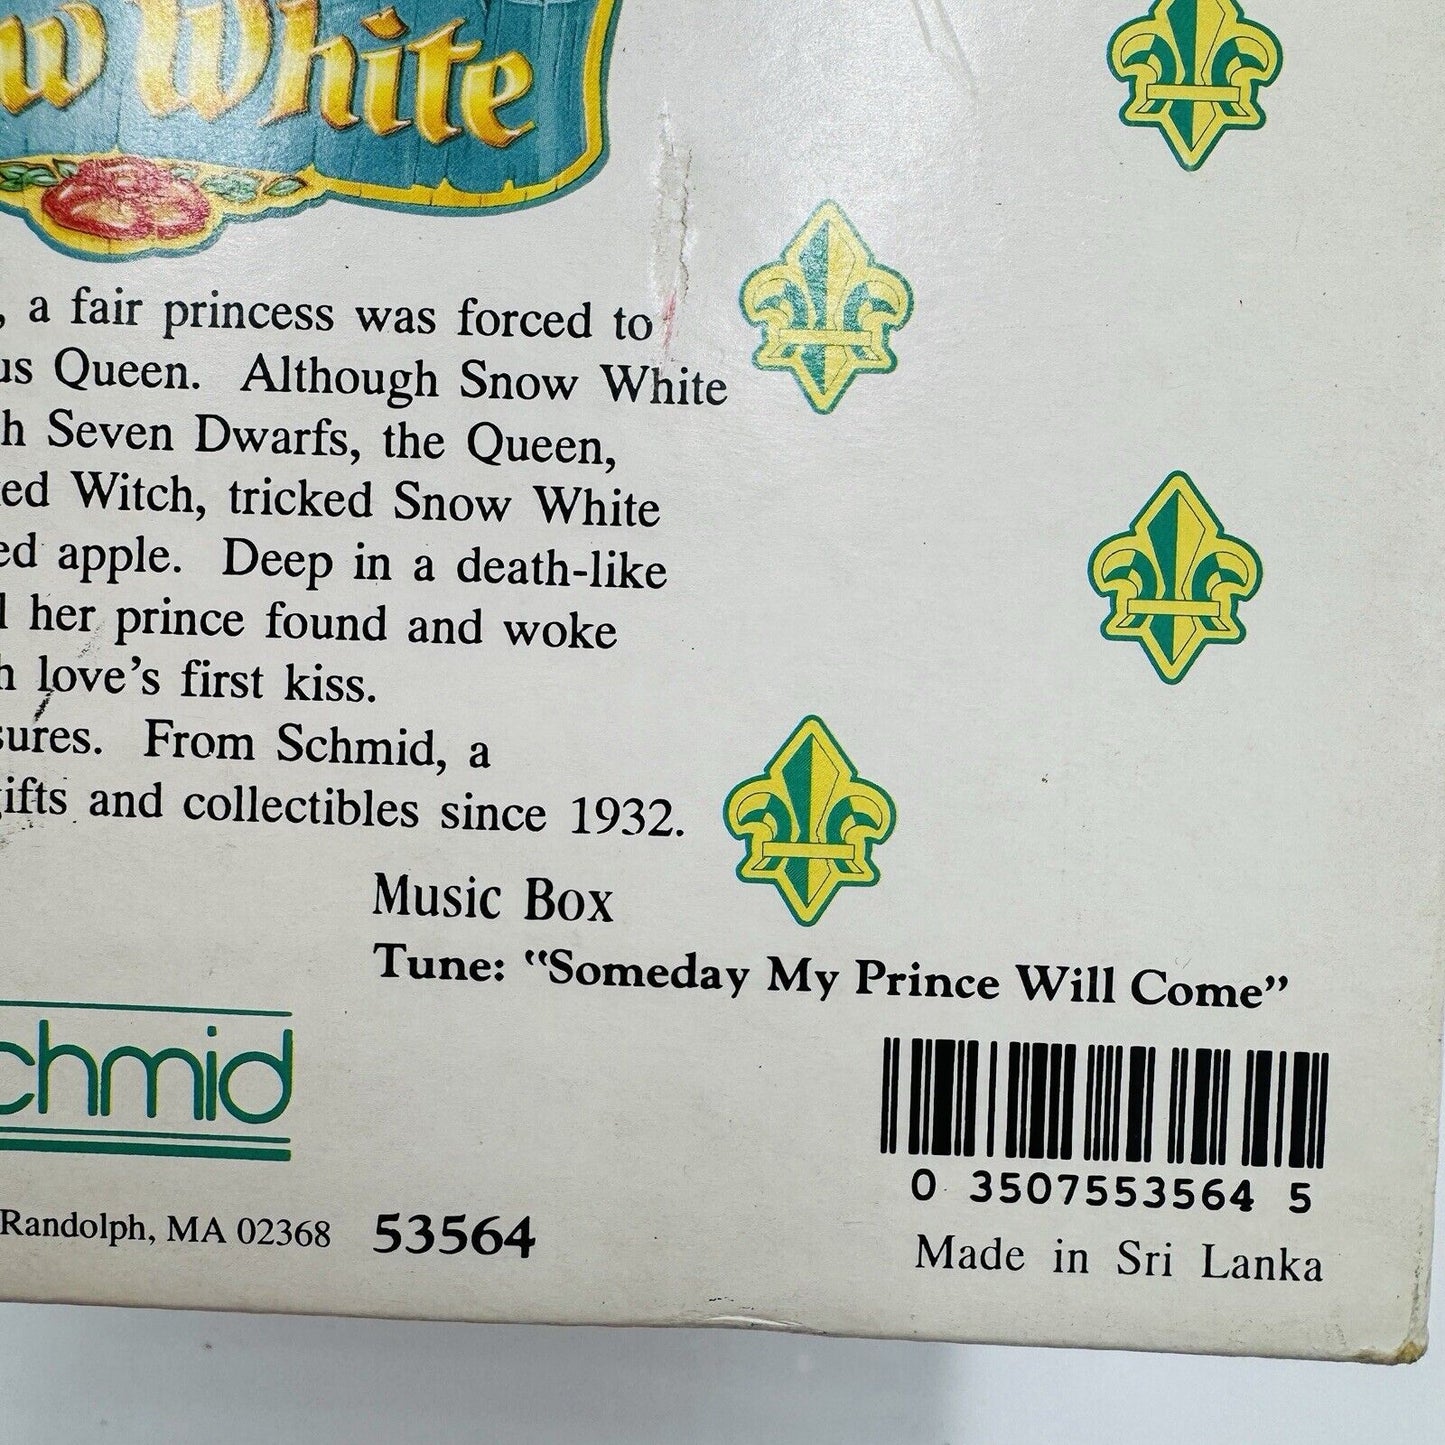 White
, a fair princess was forced to
us Queen. Although Snow White
h Seven Dwarfs, the Queen,
ed Witch, tricked Snow White
ed apple. Deep in a death-like
l her prince found and woke
h love's first kiss.
sures. From Schmid, a
ifts and collectibles since 1932.
Music Box
Tune: "Someday My Prince Will Come"
chmid
0 3507553564 5
Randolph, MA 02368 53564
Made in Sri Lanka